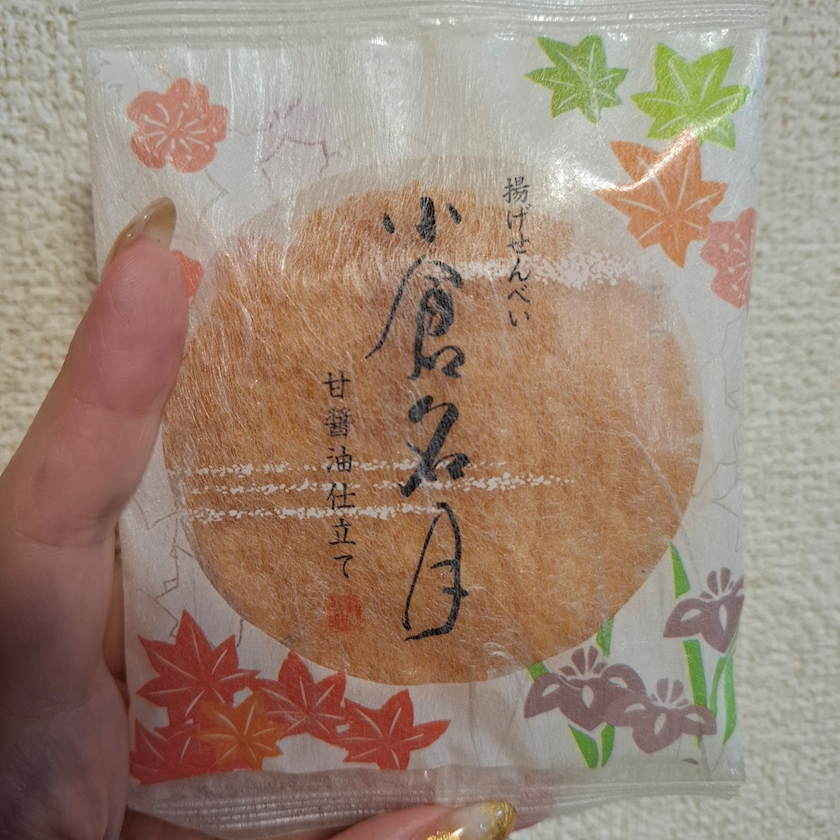 揚げせんべい
小倉名月
甘醤油仕立て